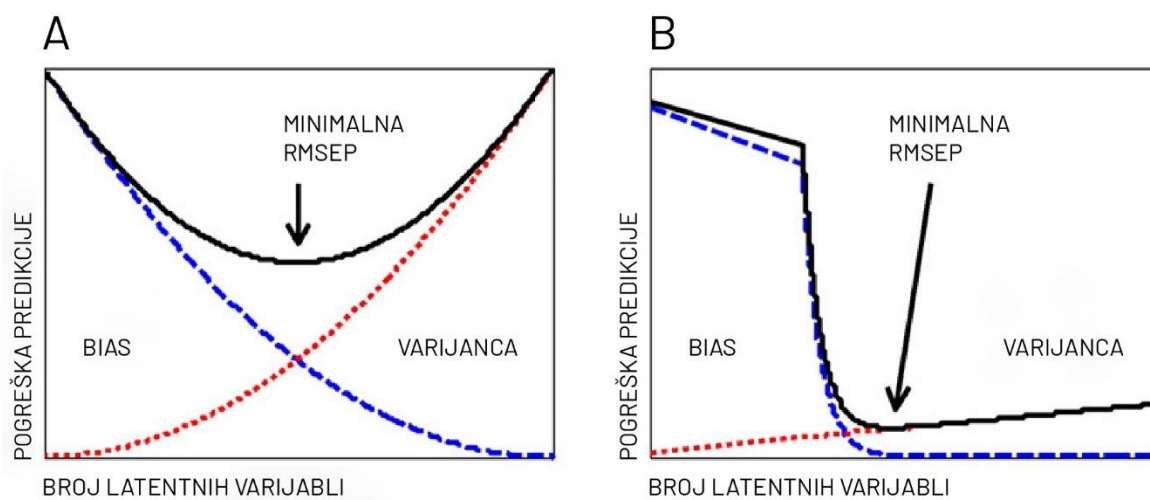 A
MINIMALNA
RMSEP
POGREŠKA PREDIKCIJE
BIAS
VARIJANCA
BROJ LATENTNIH VARIJABLI
B
MINIMALNA
RMSEP
POGREŠKA PREDIKCIJE
BIAS
VARIJANCA
BROJ LATENTNIH VARIJABLI